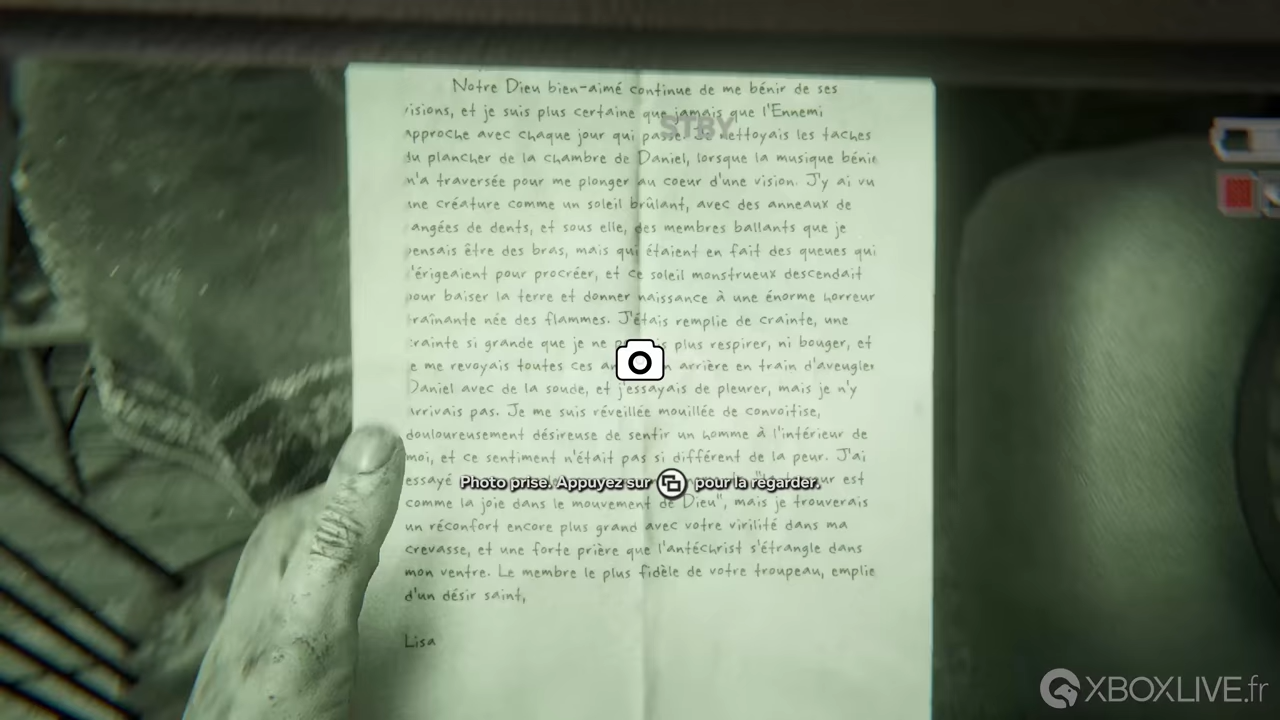 Notre Dieu bien-aimé continue de me bénir de ses
isions, et je suis plus certaine que jamais que l'Ennemi
approche avec chaque jour qui passe. Je nettoyais les taches
du plancher de la chambre de Daniel, lorsque la musique bénie
m'a traversée pour me plonger au coeur d'une vision. J'y ai vu
une créature comme un soleil brûlant, avec des anneaux de
angées de dents, et sous elle, des membres ballants que je
pensais être des bras, mais qui étaient en fait des queues qui
'érigeaient pour procréer, et ce soleil monstrueux descendait
pour baiser la terre et donner naissance à une énorme horreur
traînante née des flammes. J'étais remplie de crainte, une
crainte si grande que je ne plus respirer, ni bouger, et
e me revoyais toutes ces arrière en train d'aveugler
Daniel avec de la soude, et j'essayais de pleurer, mais je n'y
arrivais pas. Je me suis réveillée mouillée de convoitise,
douloureusement désireuse de sentir un homme à l'intérieur de
moi, et ce sentiment n'était pas si différent de la peur. J'ai
essayé est
comme la joie dans le mouvement de Dieu", mais je trouverais
un réconfort encore plus grand avec votre virilité dans ma
crevasse, et une forte prière que l'antéchrist s'étrangle dans
mon ventre. Le membre le plus fidèle de votre troupeau, emplie
d'un désir saint,
Lisa
STBY
Photo prise. Appuyez sur pour la regarder.
XBOXLIVE.fr